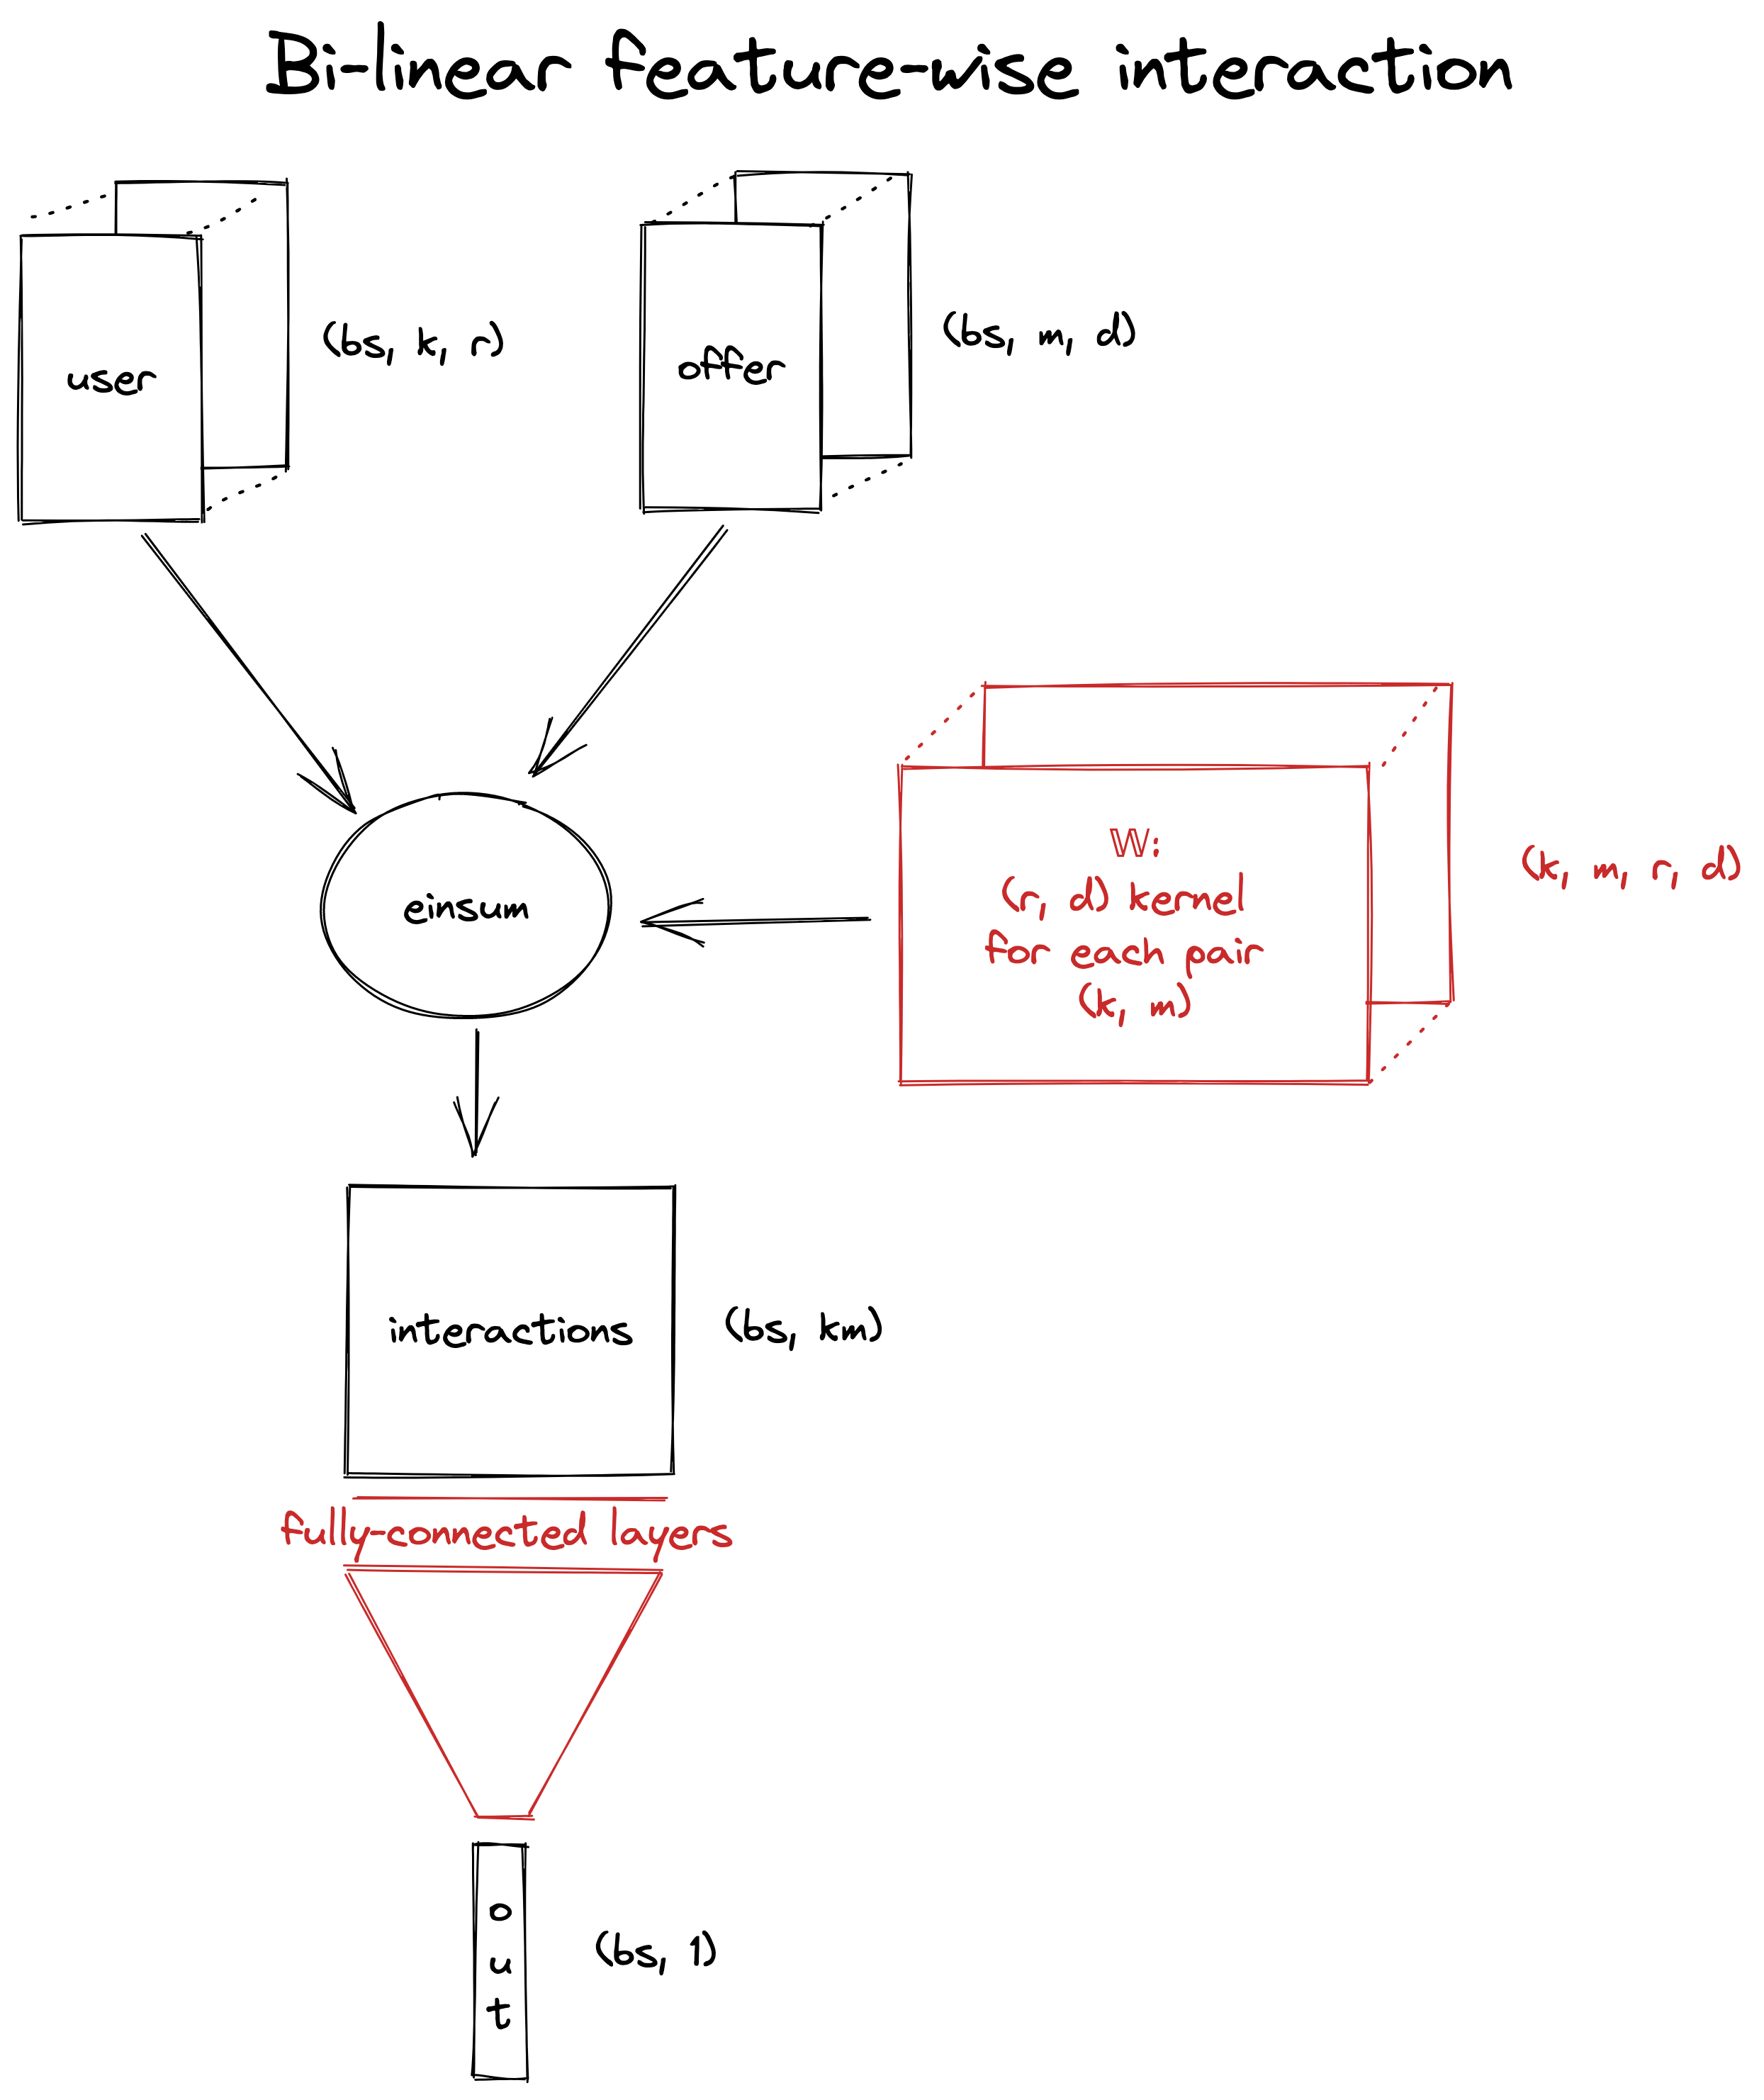 Bi-linear feature-wise interaction
user
(bs, k, r)
offer
(bs, m, d)
einsum
𝕎:
(r, d) kernel
for each pair
(k, m)
(k, m, r, d)
interactions
(bs, km)
fully-connected layers
o
u
t
(bs, 1)